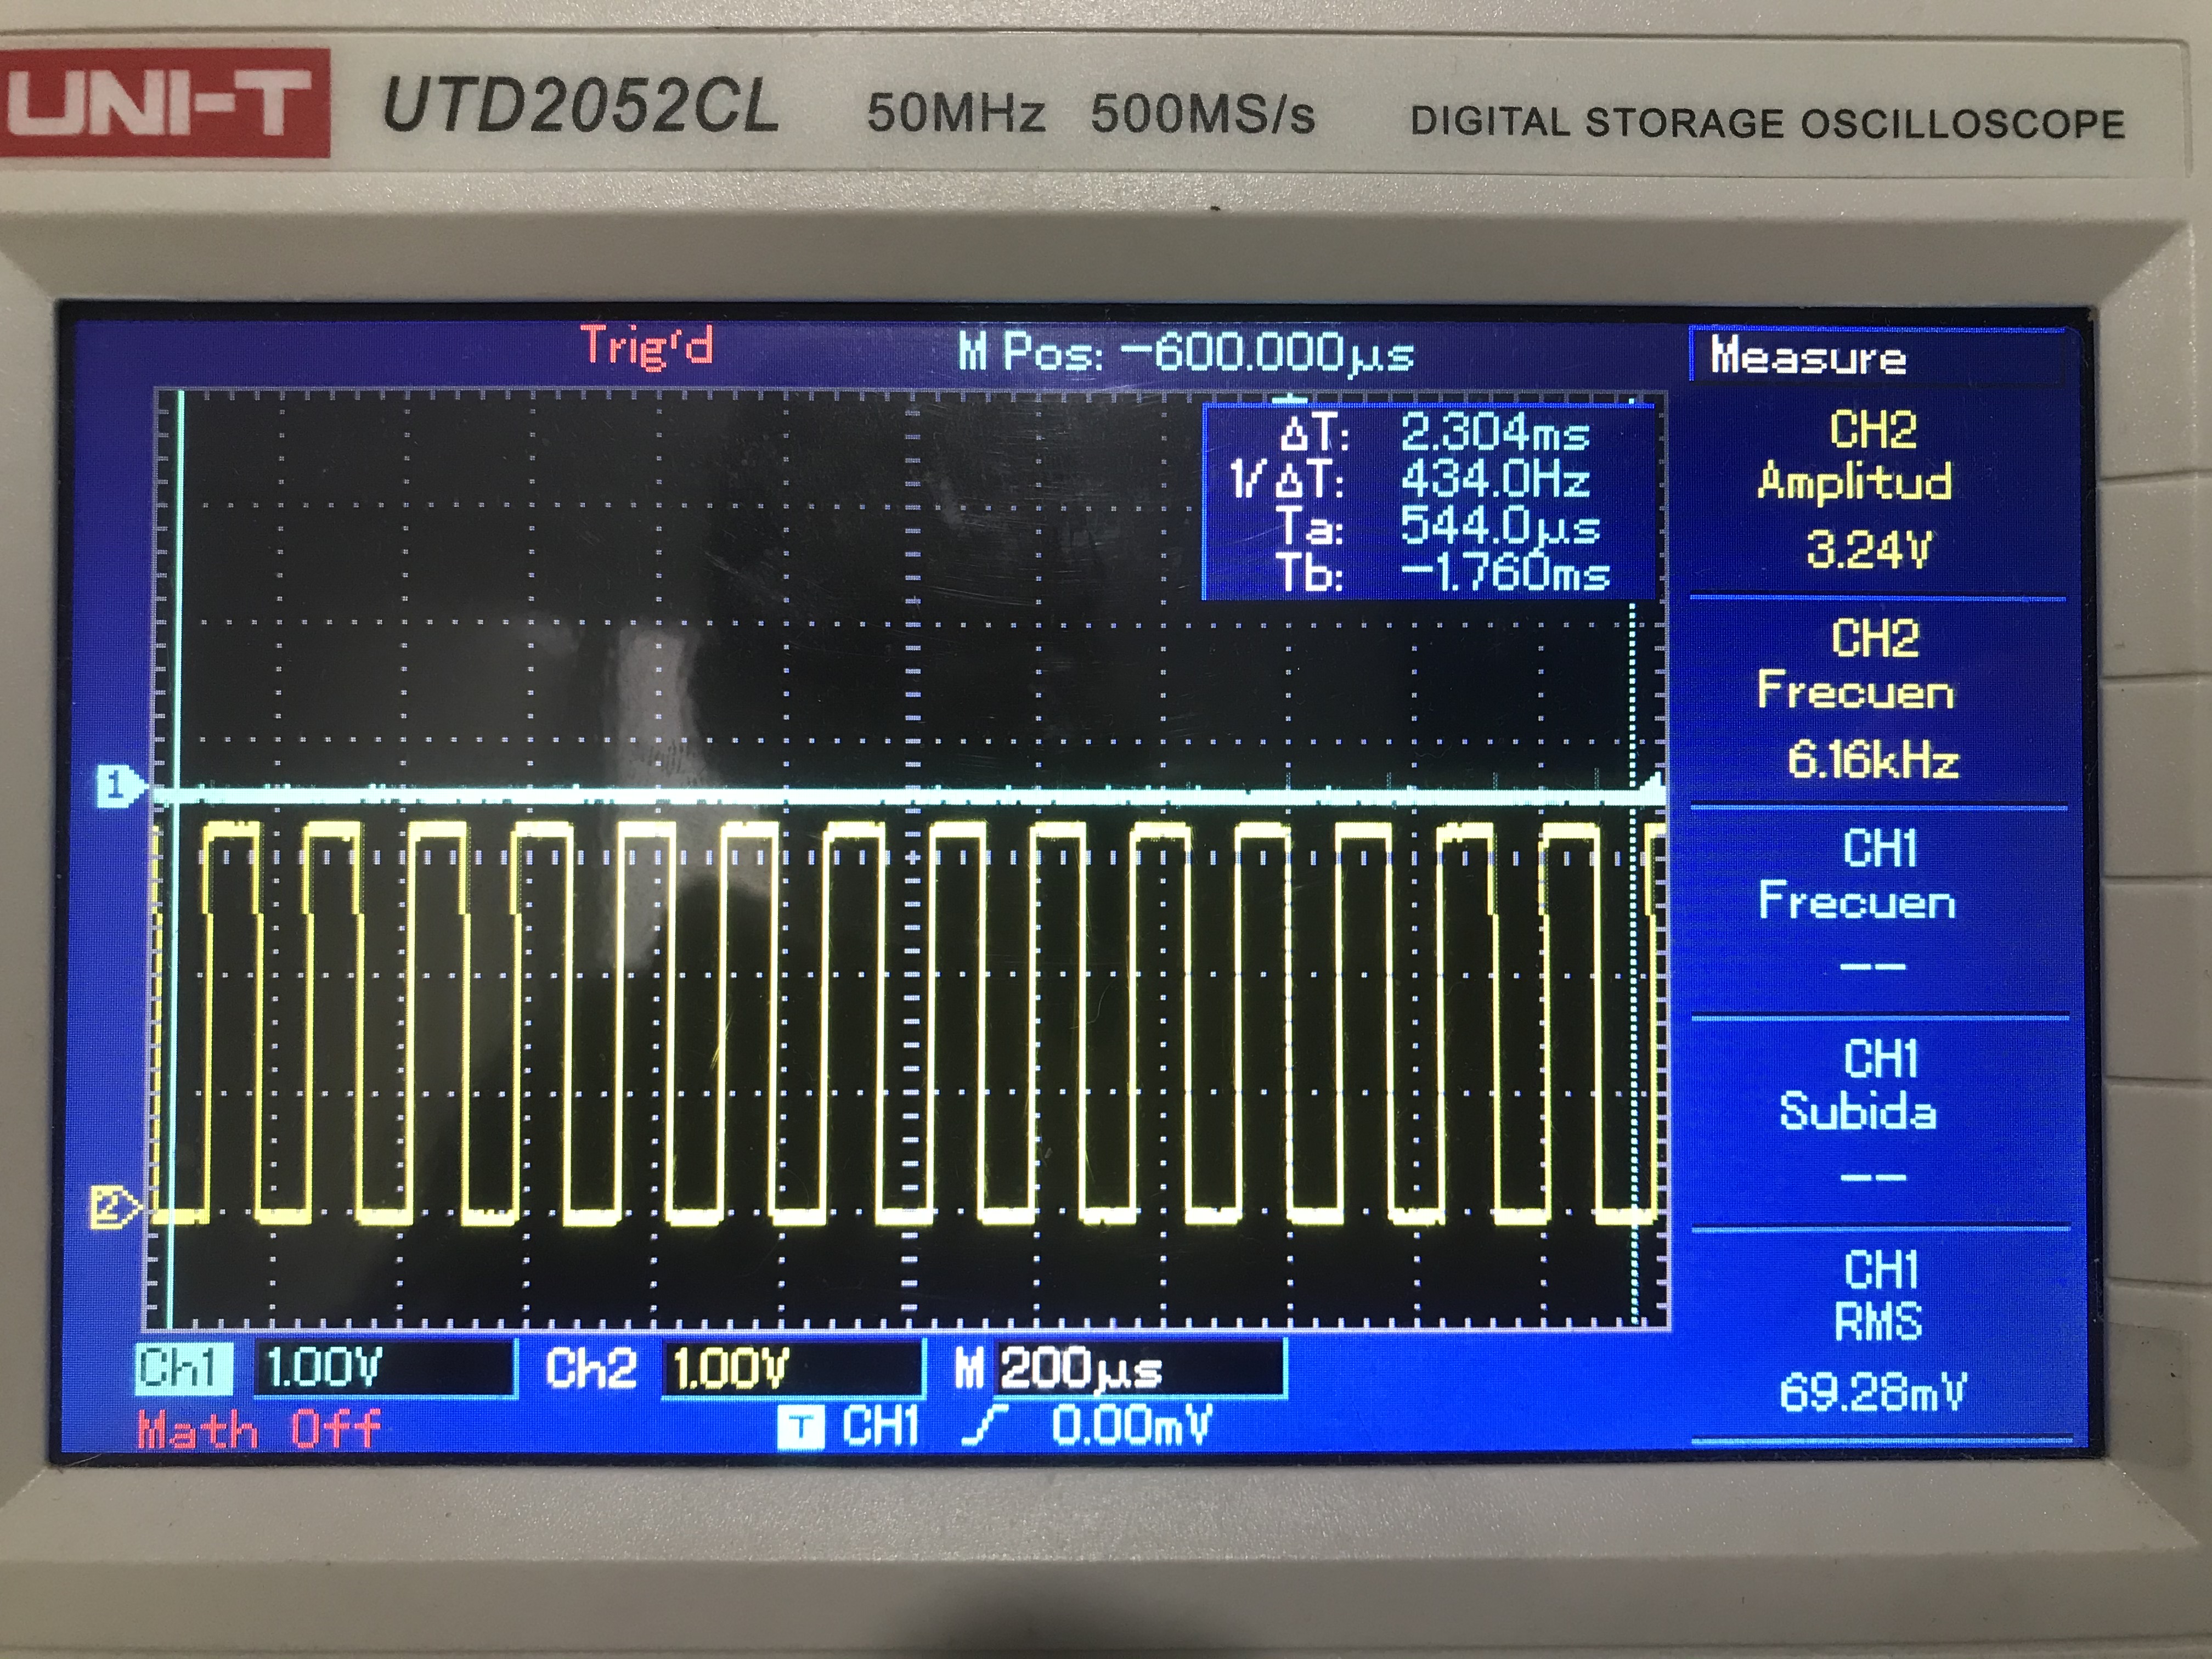 UNI-T UTD2052CL 50MHz 500MS/s DIGITAL STORAGE OSCILLOSCOPE
Trig'd M Pos: -600.000µs
ΔT: 2.304ms
1/ΔT: 434.0Hz
Ta: 544.0µs
Tb: -1.760ms
Measure
CH2
Amplitud
3.24V
CH2
Frecuen
6.16kHz
CH1
Frecuen
--
CH1
Subida
--
CH1
RMS
69.28mV
1
2
Ch1 1.00V Ch2 1.00V M 200µs
Math Off T CH1 0.00mV